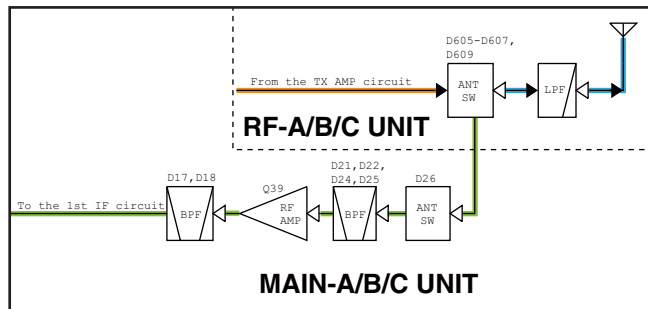 D605-D607,
D609
From the TX AMP circuit
ANT
SW
LPF
RF-A/B/C UNIT
D17,D18
Q39
D21,D22,
D24,D25
D26
To the 1st IF circuit
BPF
RF
AMP
BPF
ANT
SW
MAIN-A/B/C UNIT